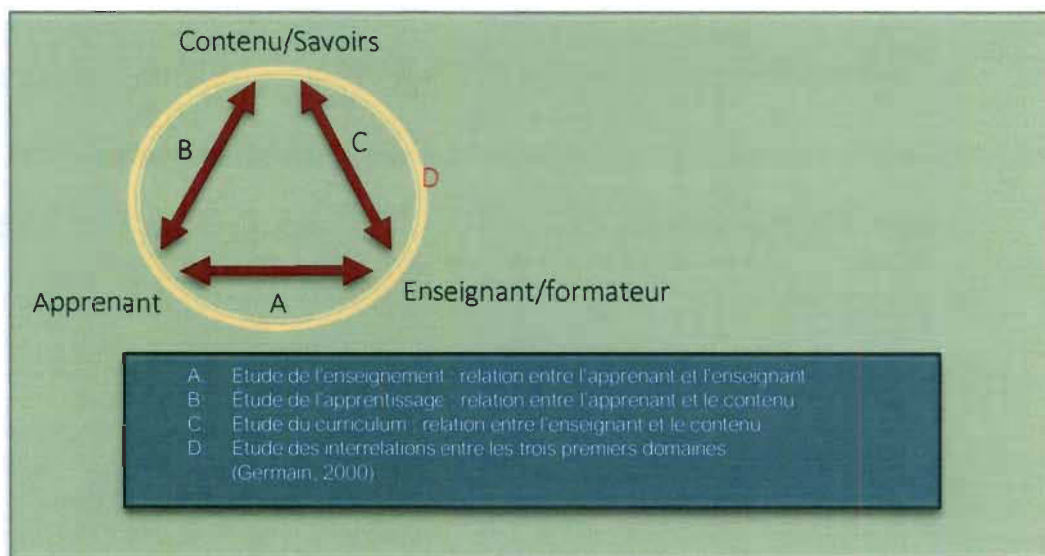 Contenu/Savoirs
B
C
D
Apprenant
A
Enseignant/formateur
A. Etude de l'enseignement : relation entre l'apprenant et l'enseignant
B. Etude de l'apprentissage : relation entre l'apprenant et le contenu
C. Etude du curriculum : relation entre l'enseignant et le contenu
D. Etude des interrelations entre les trois premiers domaines
(Germain, 2000)